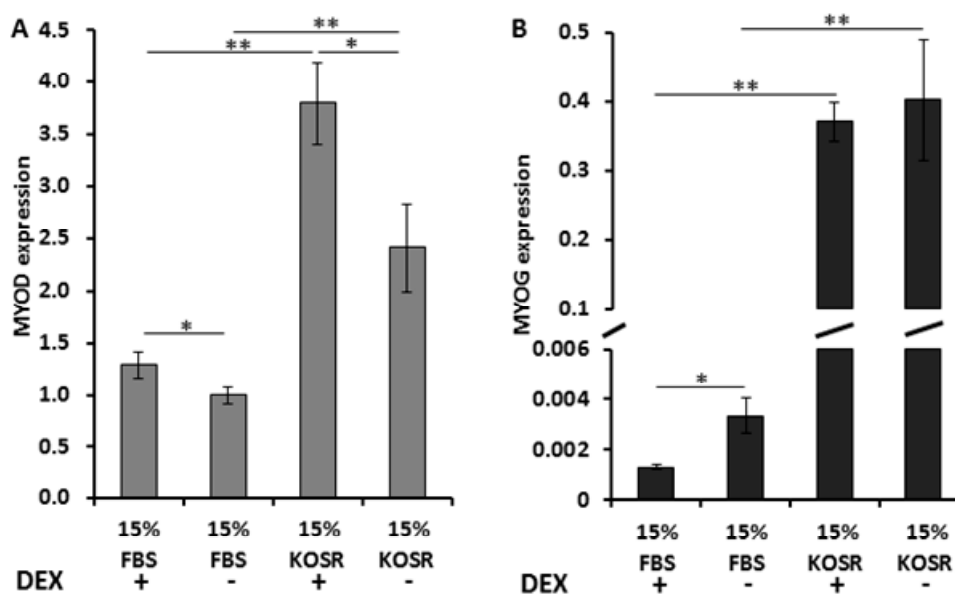 A
MYOD expression
4.5
4.0
3.5
3.0
2.5
2.0
1.5
1.0
0.5
0.0
**
**
*
*
15% 15% 15% 15%
FBS FBS KOSR KOSR
DEX + - + -
B
MYOG expression
0.5
0.4
0.3
0.2
0.1
0.006
0.004
0.002
0
**
**
*
15% 15% 15% 15%
FBS FBS KOSR KOSR
DEX + - + -